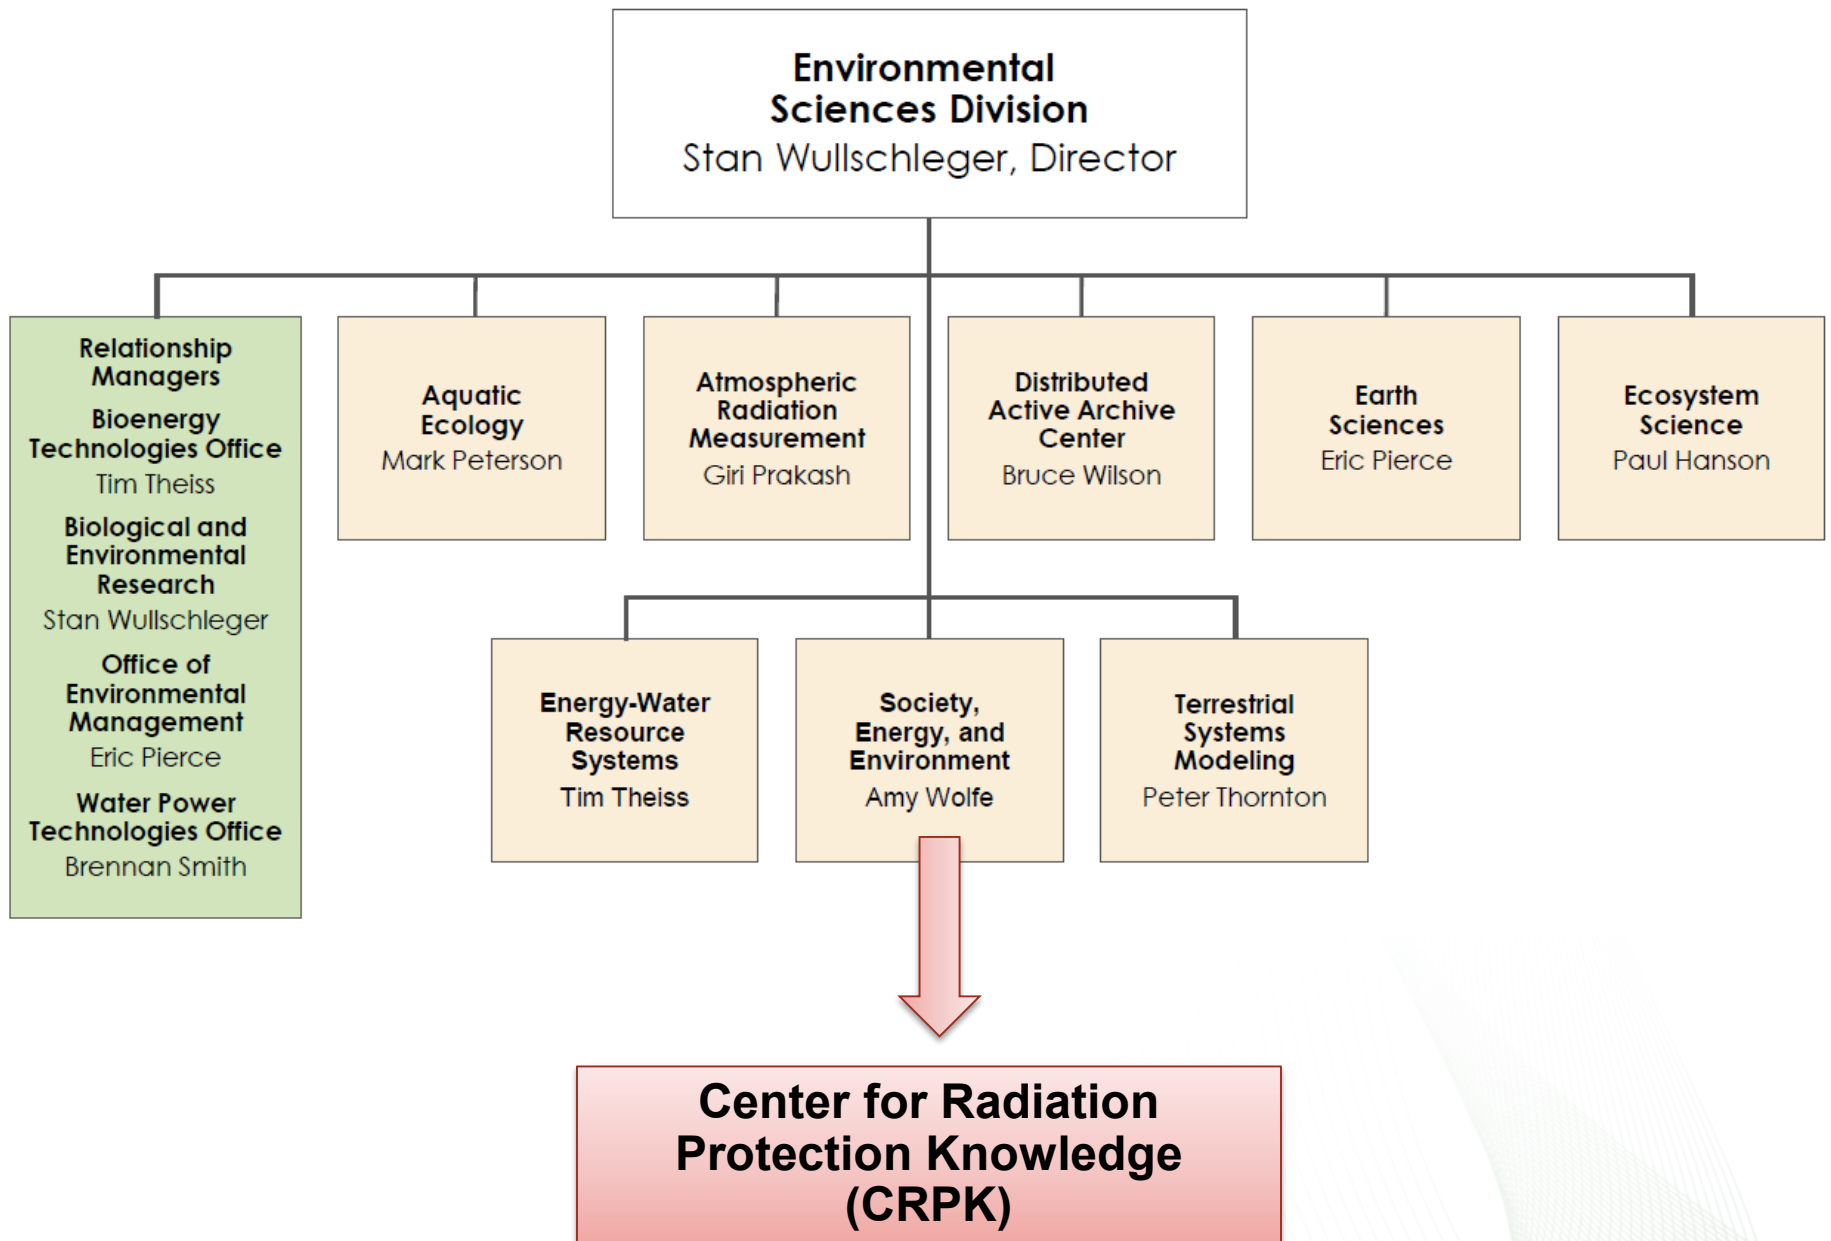 Environmental
Sciences Division
Stan Wullschleger, Director
Relationship
Managers
Bioenergy
Technologies Office
Tim Theiss
Biological and
Environmental
Research
Stan Wullschleger
Office of
Environmental
Management
Eric Pierce
Water Power
Technologies Office
Brennan Smith
Aquatic
Ecology
Mark Peterson
Atmospheric
Radiation
Measurement
Giri Prakash
Distributed
Active Archive
Center
Bruce Wilson
Earth
Sciences
Eric Pierce
Ecosystem
Science
Paul Hanson
Energy-Water
Resource
Systems
Tim Theiss
Society,
Energy, and
Environment
Amy Wolfe
Terrestrial
Systems
Modeling
Peter Thornton
Center for Radiation
Protection Knowledge
(CRPK)